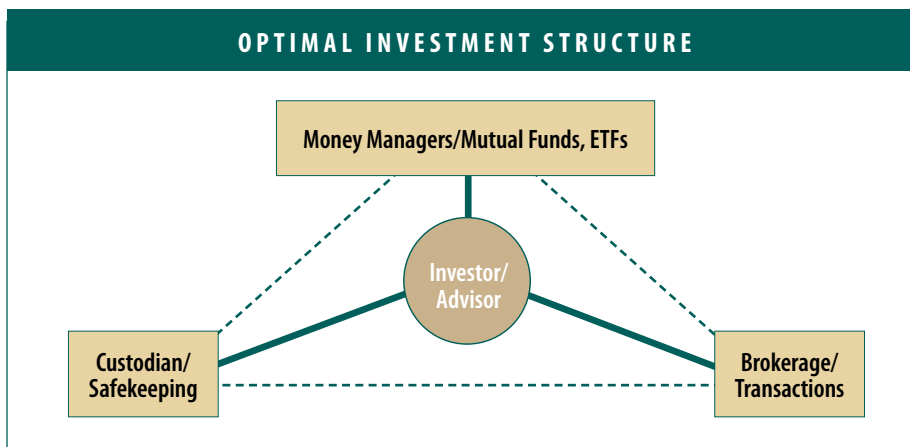 OPTIMAL INVESTMENT STRUCTURE
Money Managers/Mutual Funds, ETFs
Investor/
Advisor
Custodian/
Safekeeping
Brokerage/
Transactions